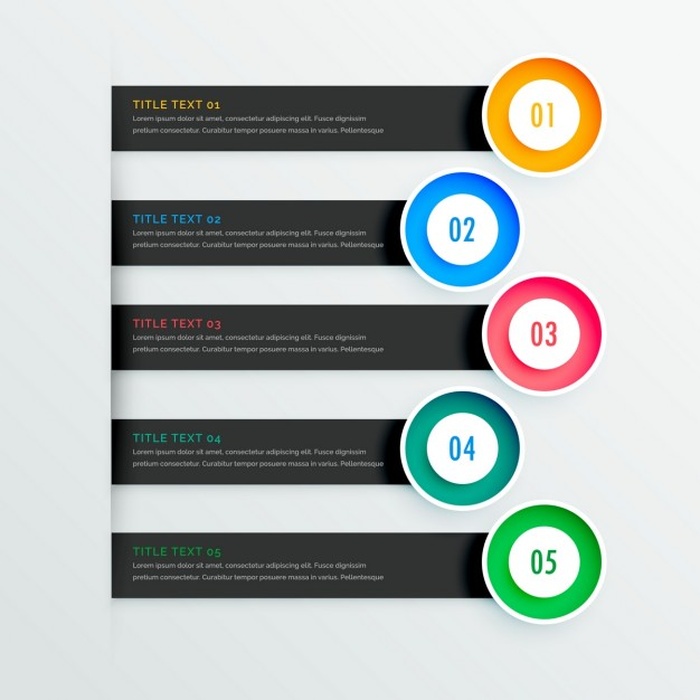 TITLE TEXT 01
Lorem ipsum dolor sit amet, consectetur adipiscing elit. Fusce dignissim
pretium consectetur. Curabitur tempor posuere massa in varius. Pellentesque
01
TITLE TEXT 02
Lorem ipsum dolor sit amet, consectetur adipiscing elit. Fusce dignissim
pretium consectetur. Curabitur tempor posuere massa in varius. Pellentesque
02
TITLE TEXT 03
Lorem ipsum dolor sit amet, consectetur adipiscing elit. Fusce dignissim
pretium consectetur. Curabitur tempor posuere massa in varius. Pellentesque
03
TITLE TEXT 04
Lorem ipsum dolor sit amet, consectetur adipiscing elit. Fusce dignissim
pretium consectetur. Curabitur tempor posuere massa in varius. Pellentesque
04
TITLE TEXT 05
Lorem ipsum dolor sit amet, consectetur adipiscing elit. Fusce dignissim
pretium consectetur. Curabitur tempor posuere massa in varius. Pellentesque
05